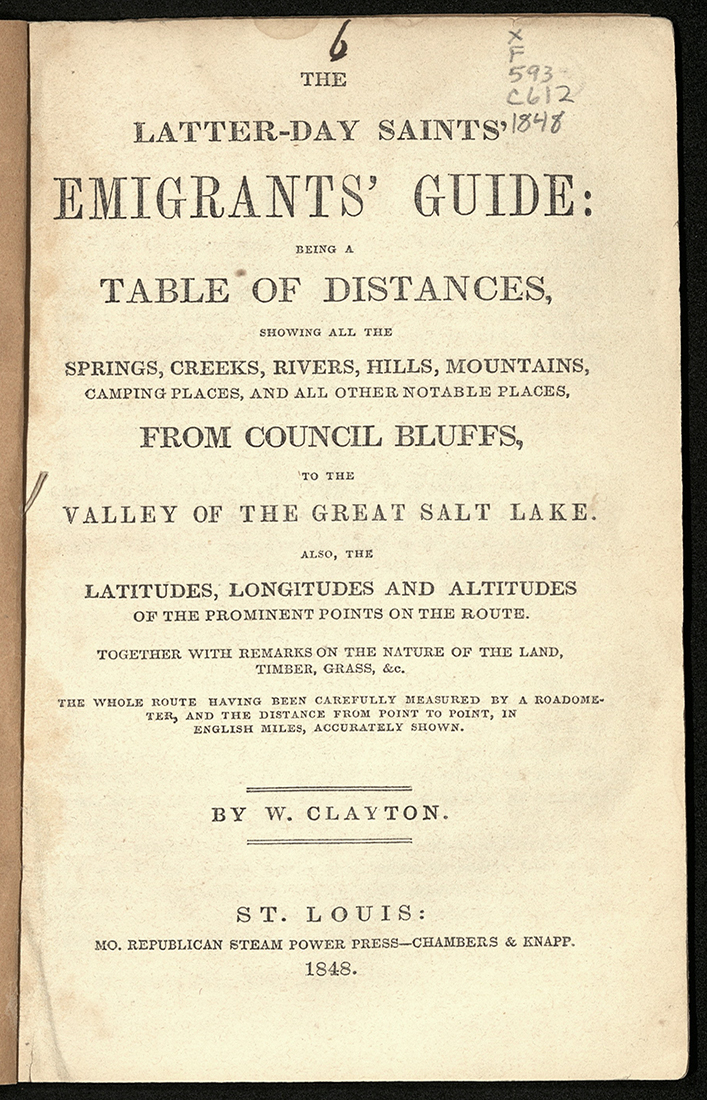 6
X
F
593
C612
1848
THE
LATTER-DAY SAINTS'
EMIGRANTS' GUIDE:
BEING A
TABLE OF DISTANCES,
SHOWING ALL THE
SPRINGS, CREEKS, RIVERS, HILLS, MOUNTAINS,
CAMPING PLACES, AND ALL OTHER NOTABLE PLACES,
FROM COUNCIL BLUFFS,
TO THE
VALLEY OF THE GREAT SALT LAKE.
ALSO, THE
LATITUDES, LONGITUDES AND ALTITUDES
OF THE PROMINENT POINTS ON THE ROUTE.
TOGETHER WITH REMARKS ON THE NATURE OF THE LAND,
TIMBER, GRASS, &c.
THE WHOLE ROUTE HAVING BEEN CAREFULLY MEASURED BY A ROADOME-
TER, AND THE DISTANCE FROM POINT TO POINT, IN
ENGLISH MILES, ACCURATELY SHOWN.
BY W. CLAYTON.
ST. LOUIS:
MO. REPUBLICAN STEAM POWER PRESS—CHAMBERS & KNAPP.
1848.